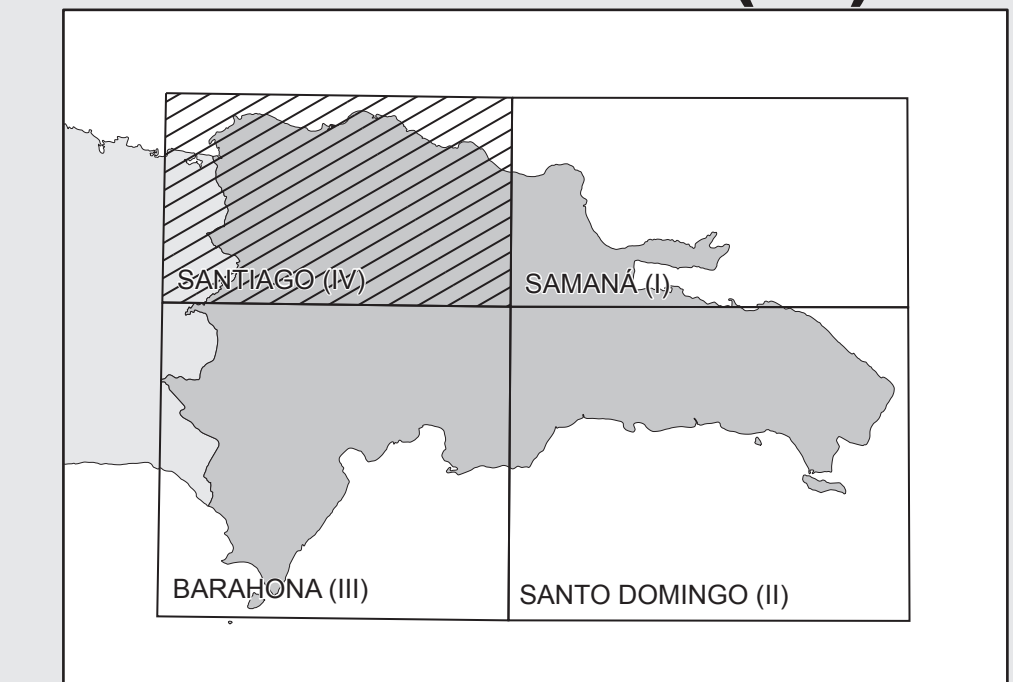 SANTIAGO (IV)
SAMANÁ (I)
BARAHONA (III)
SANTO DOMINGO (II)